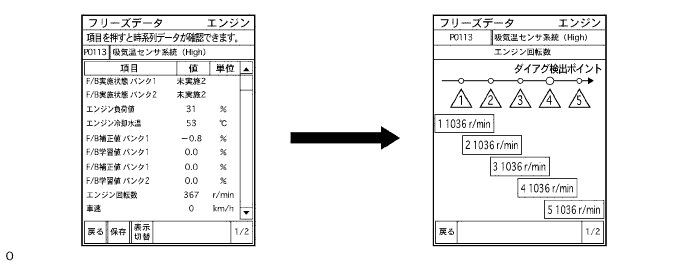 フリーズデータ エンジン
項目を押すと時系列データが確認できます。
P0113 吸気温センサ系統（High）
項目 値 単位
F/B実施状態 バンク1 未実施2
F/B実施状態 バンク2 未実施2
エンジン負荷値 31 %
エンジン冷却水温 53 ℃
F/B補正値 バンク1 －0.8 %
F/B学習値 バンク1 0.0 %
F/B補正値 バンク1 0.0 %
F/B学習値 バンク2 0.0 %
エンジン回転数 367 r/min
車速 0 km/h
戻る 保存 表示切替 1/2
フリーズデータ エンジン
P0113 吸気温センサ系統（High）
エンジン回転数
ダイアグ検出ポイント
1 2 3 4 5
1 1036 r/min
2 1036 r/min
3 1036 r/min
4 1036 r/min
5 1036 r/min
戻る 1/2
O